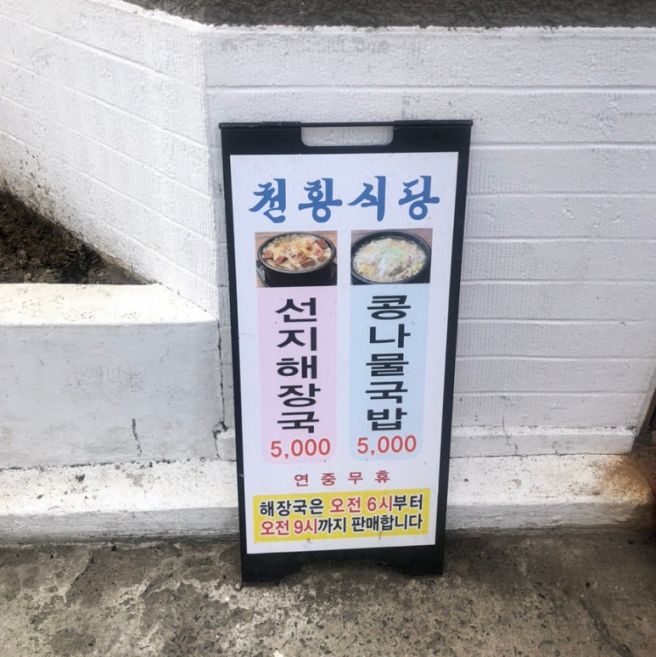 천황식당
선지해장국
5,000
콩나물국밥
5,000
연중무휴
해장국은 오전 6시부터
오전 9시까지 판매합니다